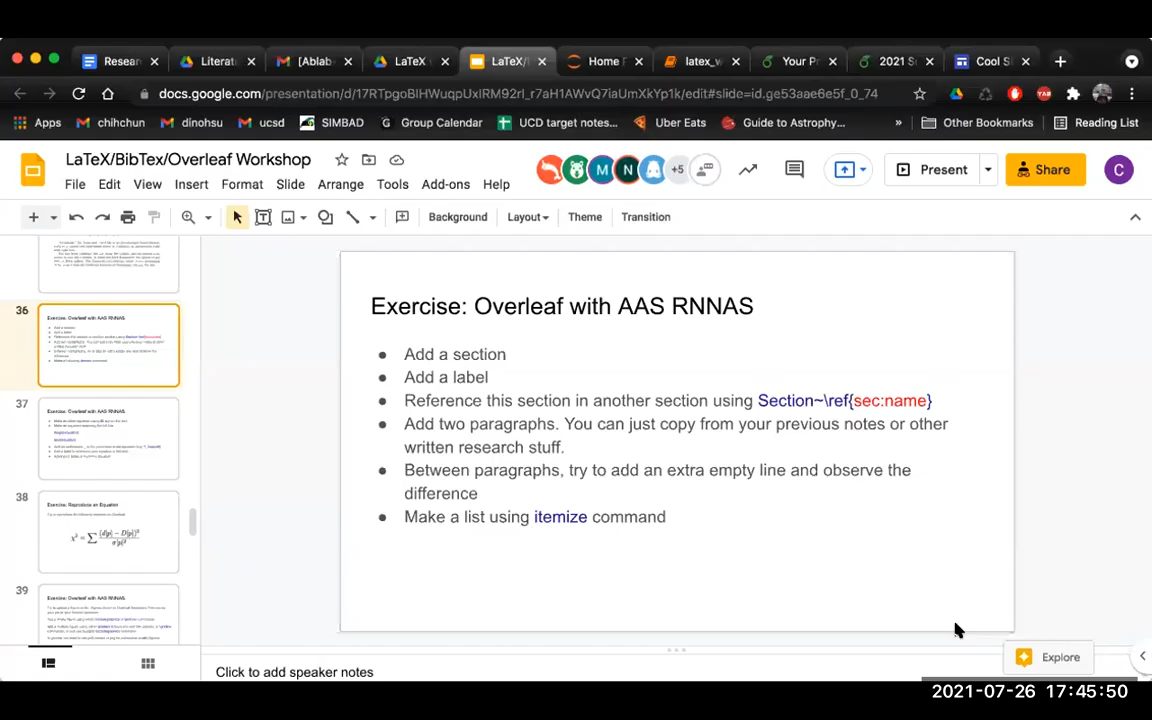 Resear
Literat
[Ablab-
LaTeX
LaTeX/
Home
latex_w
Your P
2021 S
Cool S
docs.google.com/presentation/d/17RTpgoBlHWuqpUxIRM92rl_r7aH1AWvQ7iaUmXkYp1k/edit#slide=id.ge53aae6e5f_0_74
Apps
chihchun
dinohsu
ucsd
SIMBAD
Group Calendar
UCD target notes...
Uber Eats
Guide to Astrophy...
»
Other Bookmarks
Reading List
LaTeX/BibTex/Overleaf Workshop
+5
Share
Present
C
File Edit View Insert Format Slide Arrange Tools Add-ons Help
Background Layout Theme Transition
36
Exercise: Overleaf with AAS RNNAS
37
Exercise: Overleaf with AAS RNNAS
38
Exercise: Reproduce an Equation
39
Exercise: Overleaf with AAS RNNAS
Exercise: Overleaf with AAS RNNAS
● Add a section
● Add a label
● Reference this section in another section using Section~\ref{sec:name}
● Add two paragraphs. You can just copy from your previous notes or other
written research stuff.
● Between paragraphs, try to add an extra empty line and observe the
difference
● Make a list using itemize command
Explore
Click to add speaker notes
2021-07-26 17:45:50